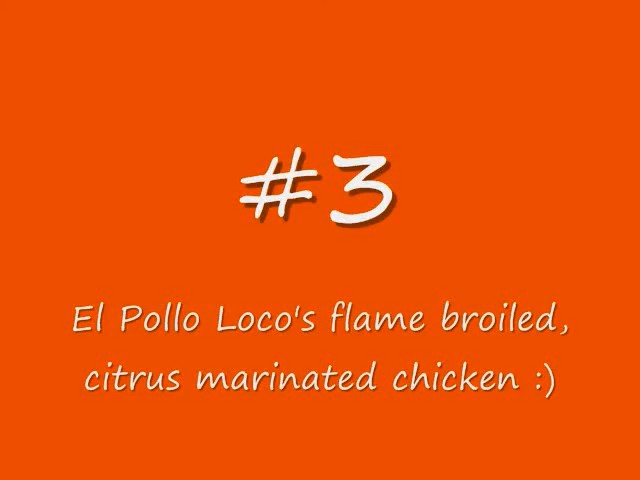 #3
El Pollo Loco's flame broiled,
citrus marinated chicken :)